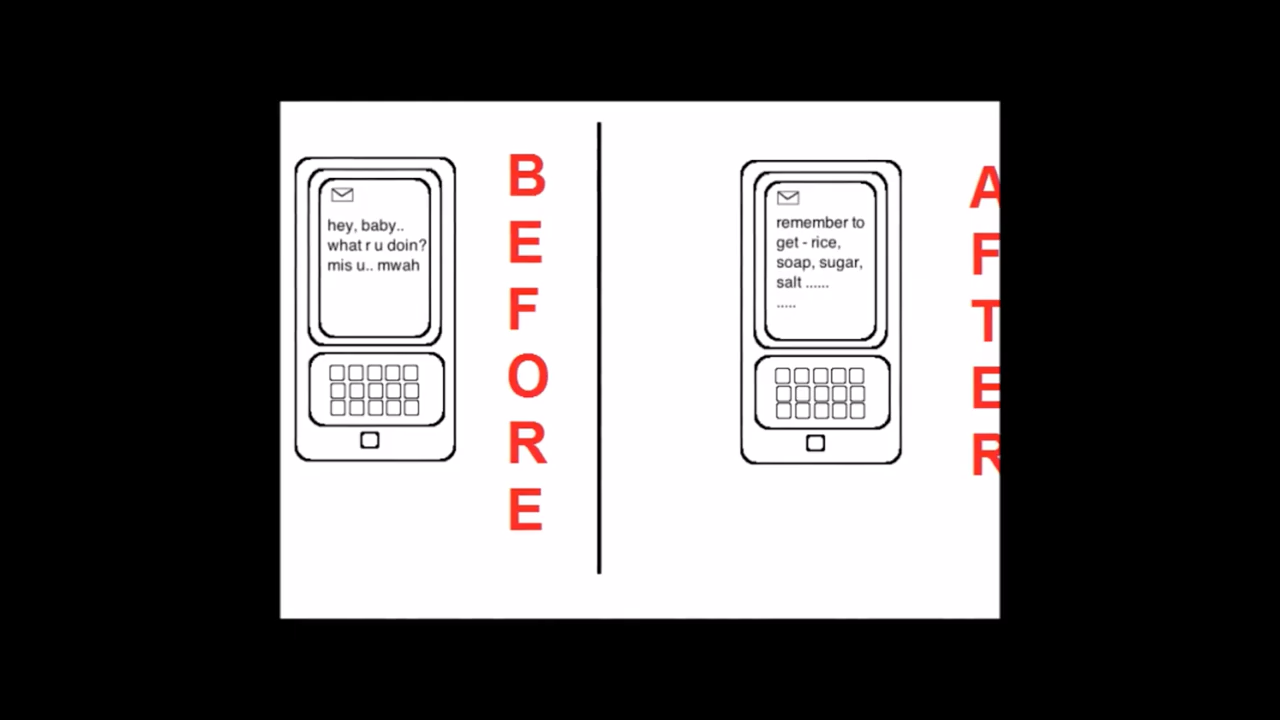 hey, baby..
what r u doin?
mis u.. mwah
BEFORE
remember to
get - rice,
soap, sugar,
salt ......
.....
AFTER